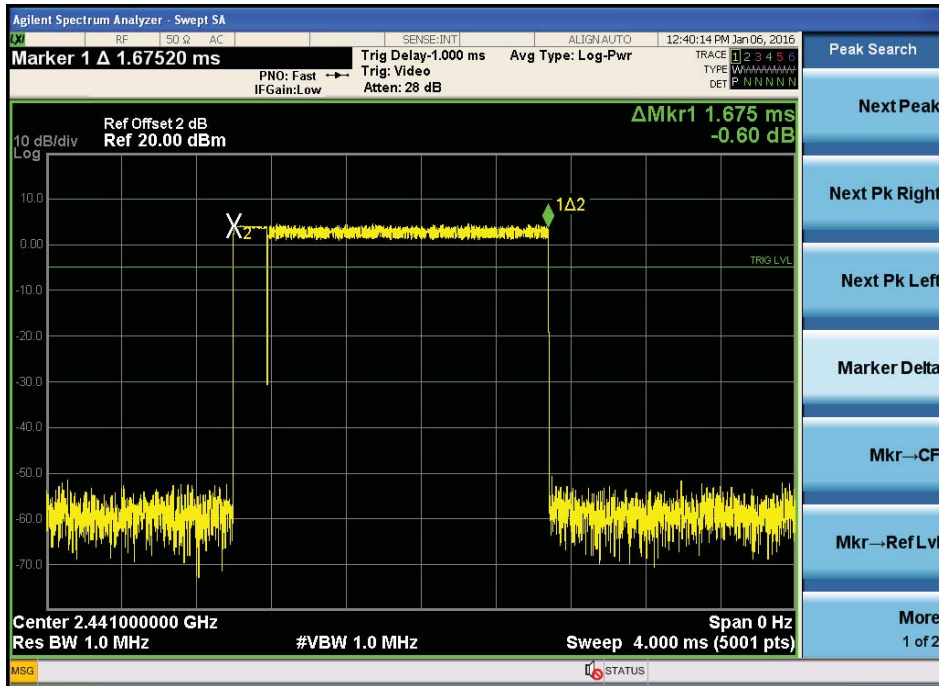 Agilent Spectrum Analyzer - Swept SA
LXI RF 50 Ω AC SENSE:INT ALIGN AUTO 12:40:14 PM Jan 06, 2016
Marker 1 Δ 1.67520 ms
PNO: Fast
IFGain:Low
Trig Delay-1.000 ms
Trig: Video
Atten: 28 dB
Avg Type: Log-Pwr
TRACE 1 2 3 4 5 6
TYPE W
DET P N N N N N
Peak Search
Next Peak
Next Pk Right
Next Pk Left
Marker Delta
Mkr→CF
Mkr→Ref Lvl
More
1 of 2
ΔMkr1 1.675 ms
-0.60 dB
Ref Offset 2 dB
10 dB/div Ref 20.00 dBm
Log
10.0
0.00
-10.0
-20.0
-30.0
-40.0
-50.0
-60.0
-70.0
X2
1Δ2
TRIG LVL
Center 2.441000000 GHz Span 0 Hz
Res BW 1.0 MHz #VBW 1.0 MHz Sweep 4.000 ms (5001 pts)
MSG STATUS